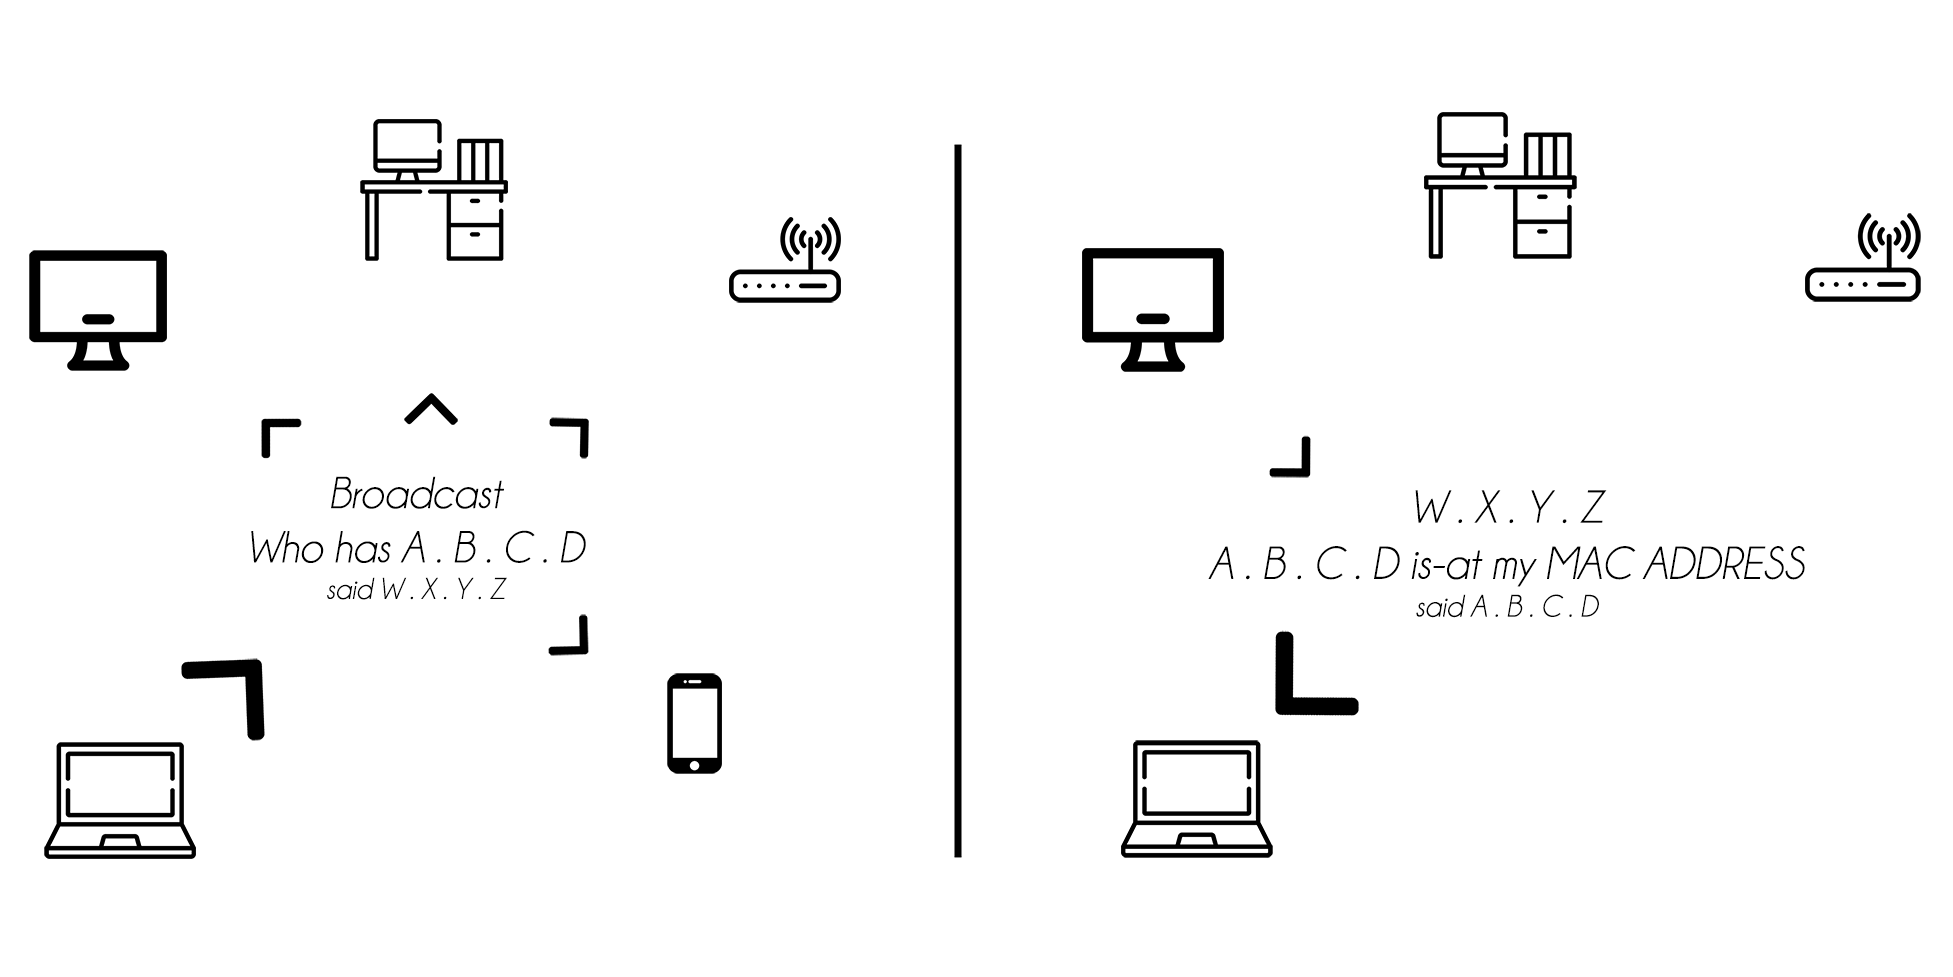 Broadcast
Who has A . B . C . D
said W . X . Y . Z
W . X . Y . Z
A . B . C . D is-at my MAC ADDRESS
said A . B . C . D